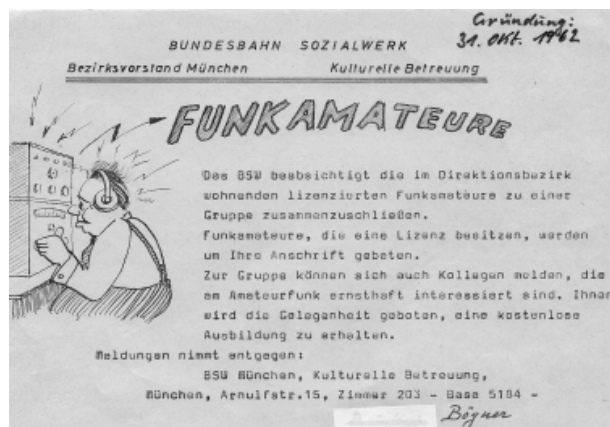 Gründung:
31. Okt. 1962
BUNDESBAHN SOZIALWERK
Bezirksvorstand München Kulturelle Betreuung
FUNKAMATEURE
Das BSW beabsichtigt die im Direktionsbezirk
wohnenden lizenzierten Funkamateure zu einer
Gruppe zusammenzuschließen.
Funkamateure, die eine Lizenz besitzen, werden
um Ihre Anschrift gebeten.
Zur Gruppe können sich auch Kollegen melden, die
am Amateurfunk ernsthaft interessiert sind. Ihnen
wird die Gelegenheit geboten, eine kostenlose
Ausbildung zu erhalten.
Meldungen nimmt entgegen:
BSW München, Kulturelle Betreuung,
München, Arnulfstr.15, Zimmer 203 - Basa 5184 -
Bögner